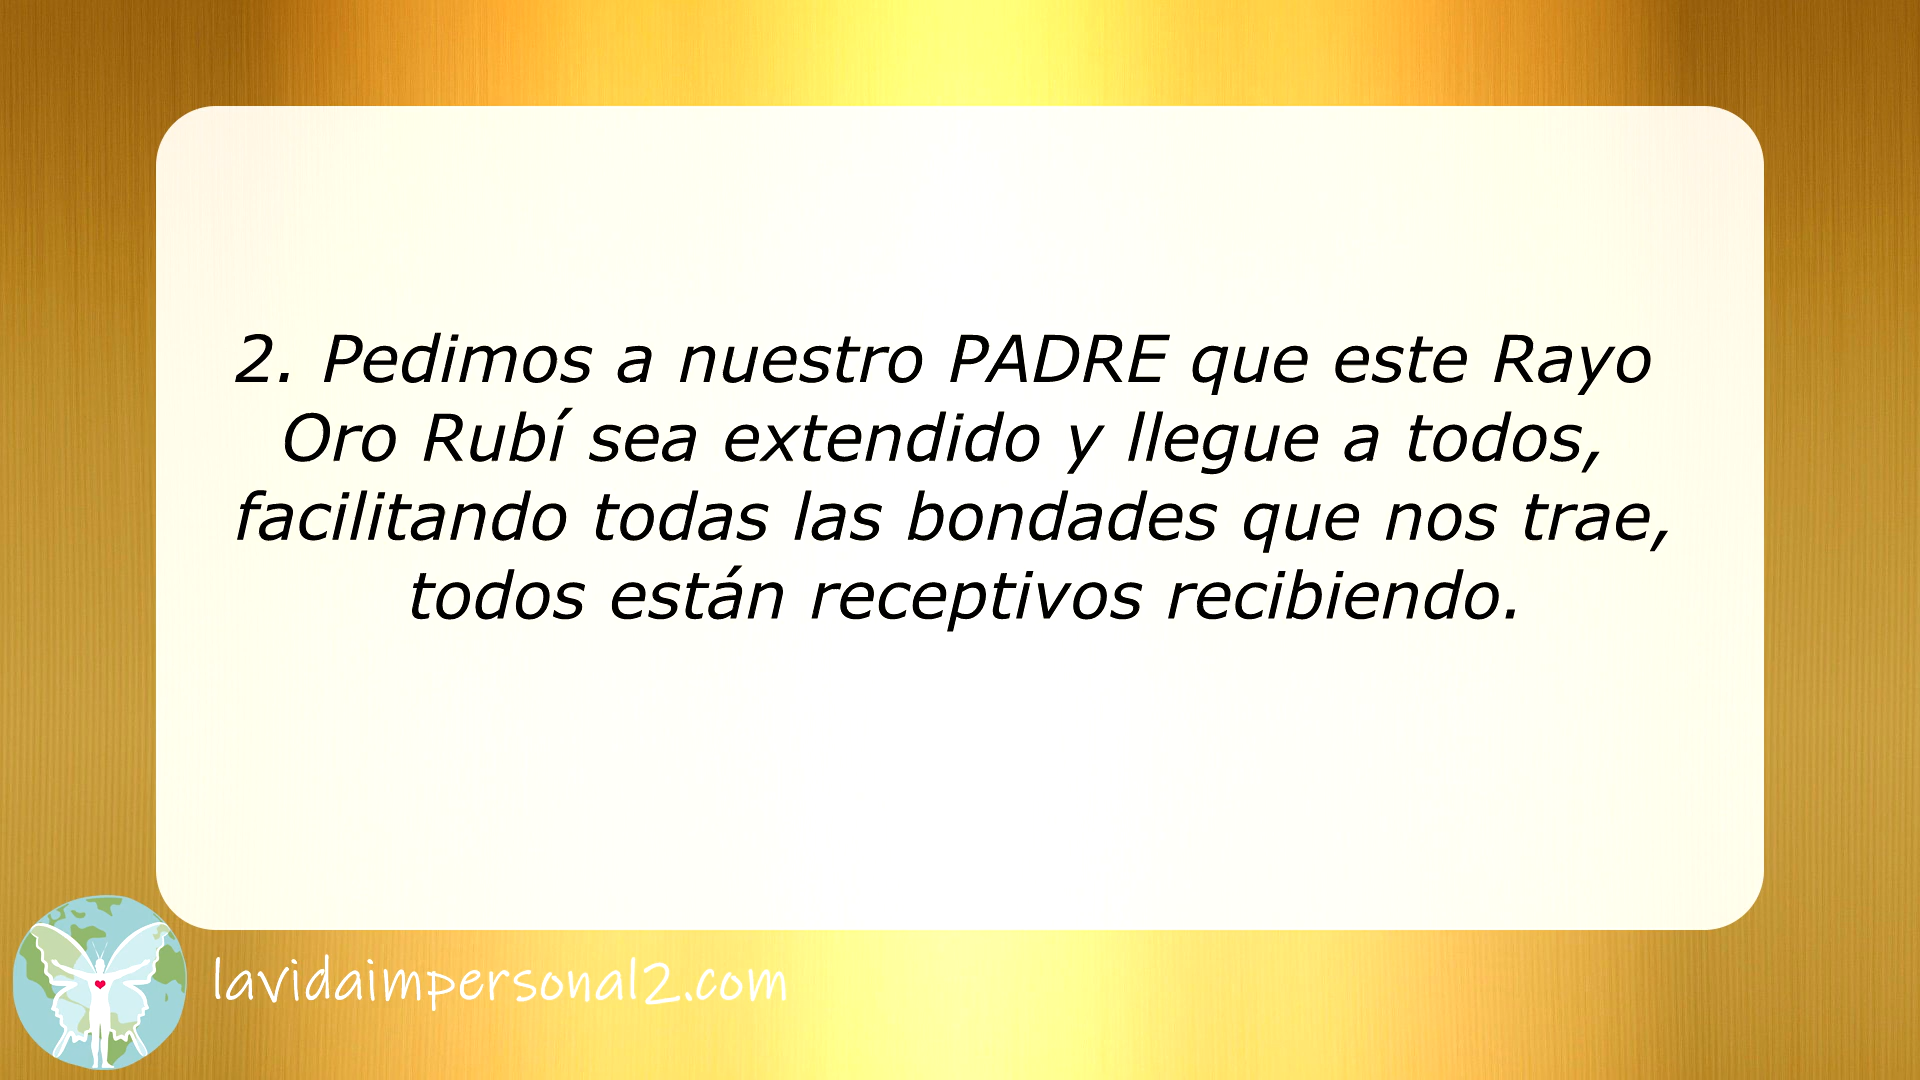 2. Pedimos a nuestro PADRE que este Rayo
Oro Rubí sea extendido y llegue a todos,
facilitando todas las bondades que nos trae,
todos están receptivos recibiendo.
lavidaimpersonal2.com